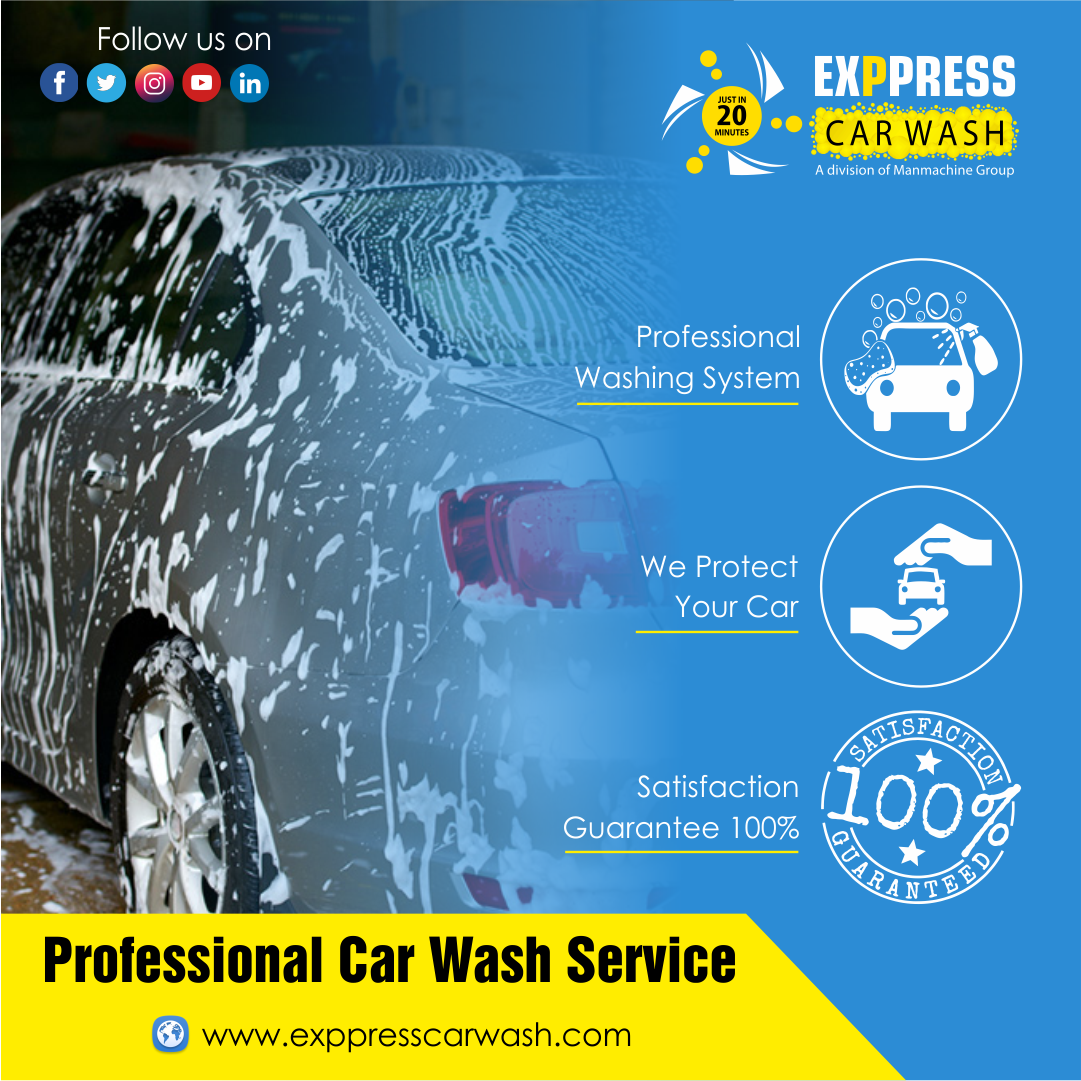 Follow us on
JUST IN
20
MINUTES
EXPPRESS
CAR WASH
A division of Manmachine Group
Professional
Washing System
We Protect
Your Car
Satisfaction
Guarantee 100%
SATISFACTION
100%
GUARANTEED
Professional Car Wash Service
www.exppresscarwash.com